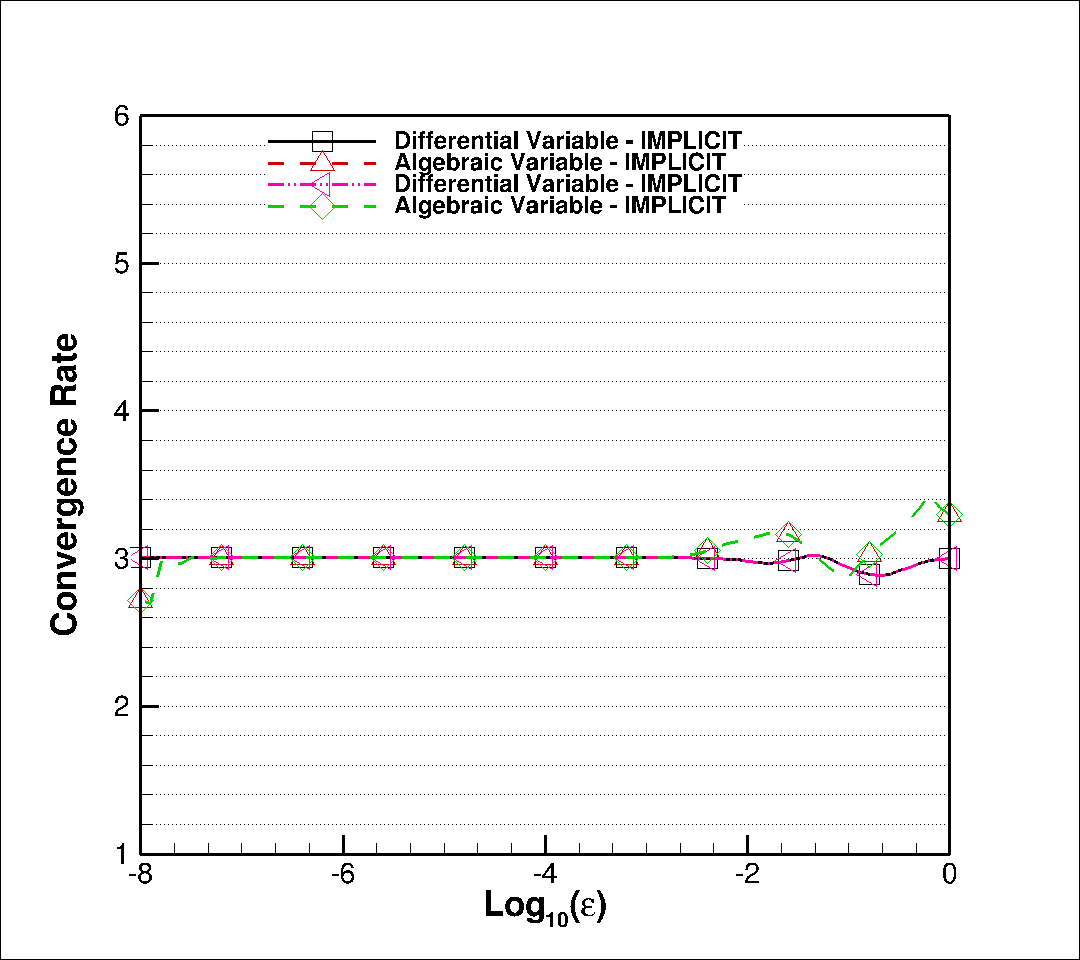 6
Differential Variable - IMPLICIT
Algebraic Variable - IMPLICIT
Differential Variable - IMPLICIT
Algebraic Variable - IMPLICIT
5
4
3
2
1
Convergence Rate
-8 -6 -4 -2 0
Log₁₀(ε)